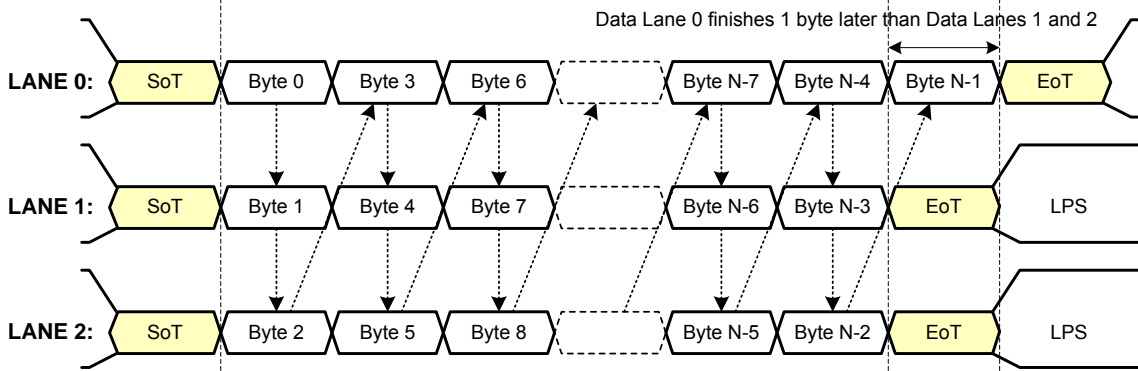 Data Lane 0 finishes 1 byte later than Data Lanes 1 and 2
LANE 0: SoT Byte 0 Byte 3 Byte 6 Byte N-7 Byte N-4 Byte N-1 EoT
LANE 1: SoT Byte 1 Byte 4 Byte 7 Byte N-6 Byte N-3 EoT LPS
LANE 2: SoT Byte 2 Byte 5 Byte 8 Byte N-5 Byte N-2 EoT LPS